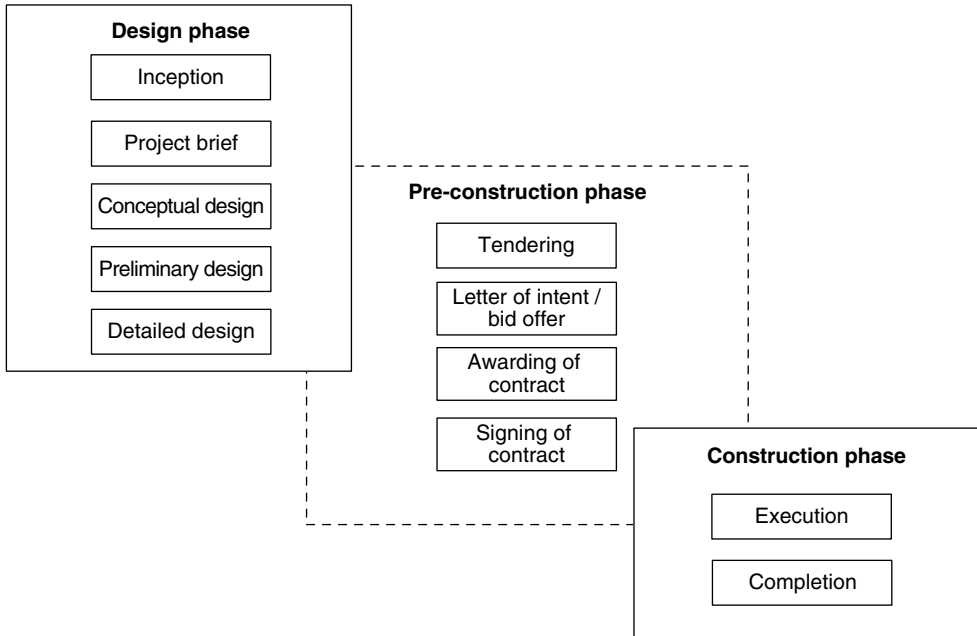 Design phase
Inception
Project brief
Conceptual design
Preliminary design
Detailed design
Pre-construction phase
Tendering
Letter of intent /
bid offer
Awarding of
contract
Signing of
contract
Construction phase
Execution
Completion